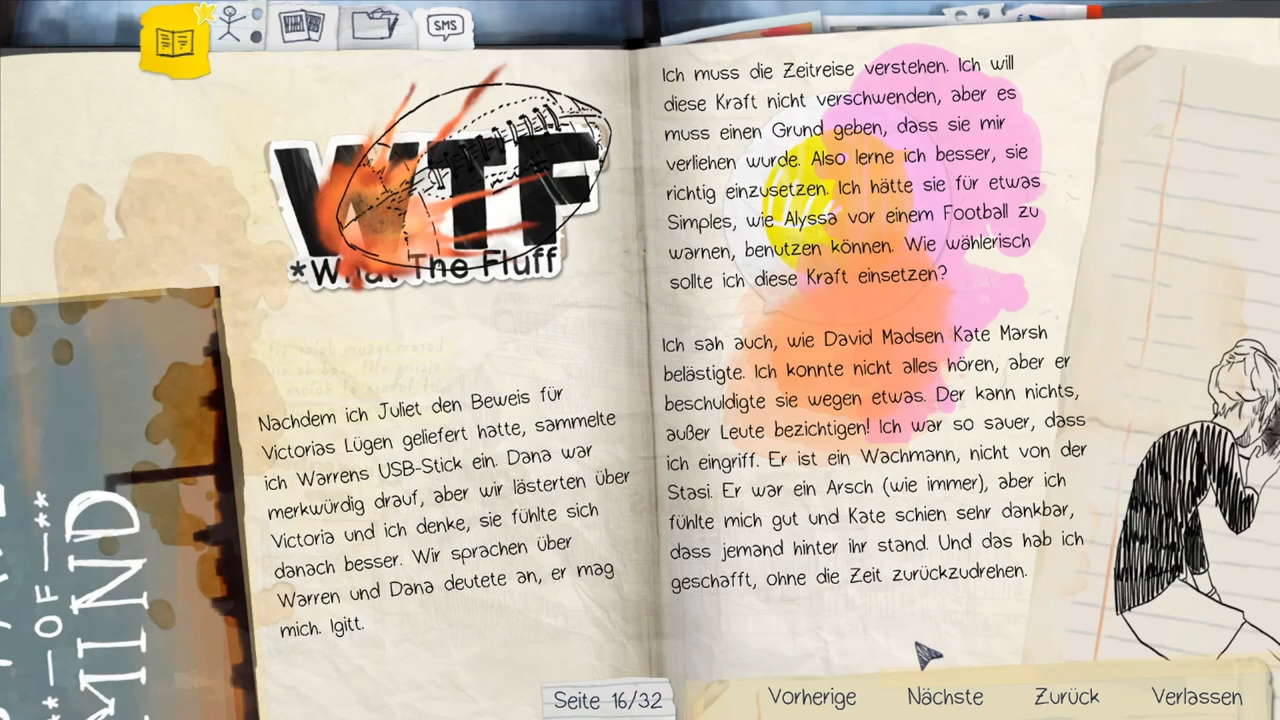 SMS
WTF
*What The Fluff
Nachdem ich Juliet den Beweis für
Victorias Lügen geliefert hatte, sammelte
ich Warrens USB-Stick ein. Dana war
merkwürdig drauf, aber wir lästerten über
Victoria und ich denke, sie fühlte sich
danach besser. Wir sprachen über
Warren und Dana deutete an, er mag
mich. Igitt.
OF
MIND
Ich muss die Zeitreise verstehen. Ich will
diese Kraft nicht verschwenden, aber es
muss einen Grund geben, dass sie mir
verliehen wurde. Also lerne ich besser, sie
richtig einzusetzen. Ich hätte sie für etwas
Simples, wie Alyssa vor einem Football zu
warnen, benutzen können. Wie wählerisch
sollte ich diese Kraft einsetzen?
Ich sah auch, wie David Madsen Kate Marsh
belästigte. Ich konnte nicht alles hören, aber er
beschuldigte sie wegen etwas. Der kann nichts,
außer Leute bezichtigen! Ich war so sauer, dass
ich eingriff. Er ist ein Wachmann, nicht von der
Stasi. Er war ein Arsch (wie immer), aber ich
fühlte mich gut und Kate schien sehr dankbar,
dass jemand hinter ihr stand. Und das hab ich
geschafft, ohne die Zeit zurückzudrehen.
Seite 16/32
Vorherige
Nächste
Zurück
Verlassen